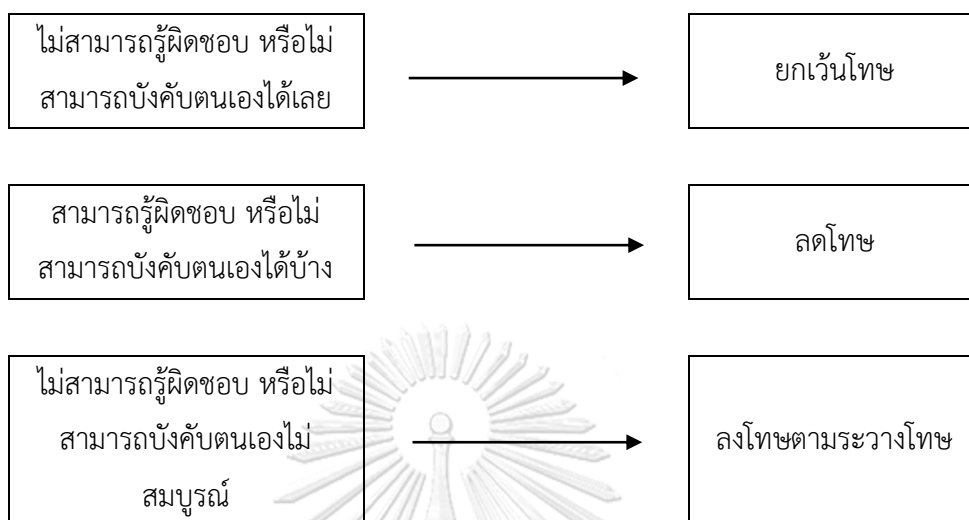 ไม่สามารถรู้ผิดชอบ หรือไม่
สามารถบังคับตนเองได้เลย
ยกเว้นโทษ
สามารถรู้ผิดชอบ หรือไม่
สามารถบังคับตนเองได้บ้าง
ลดโทษ
ไม่สามารถรู้ผิดชอบ หรือไม่
สามารถบังคับตนเองไม่
สมบูรณ์
ลงโทษตามระวางโทษ